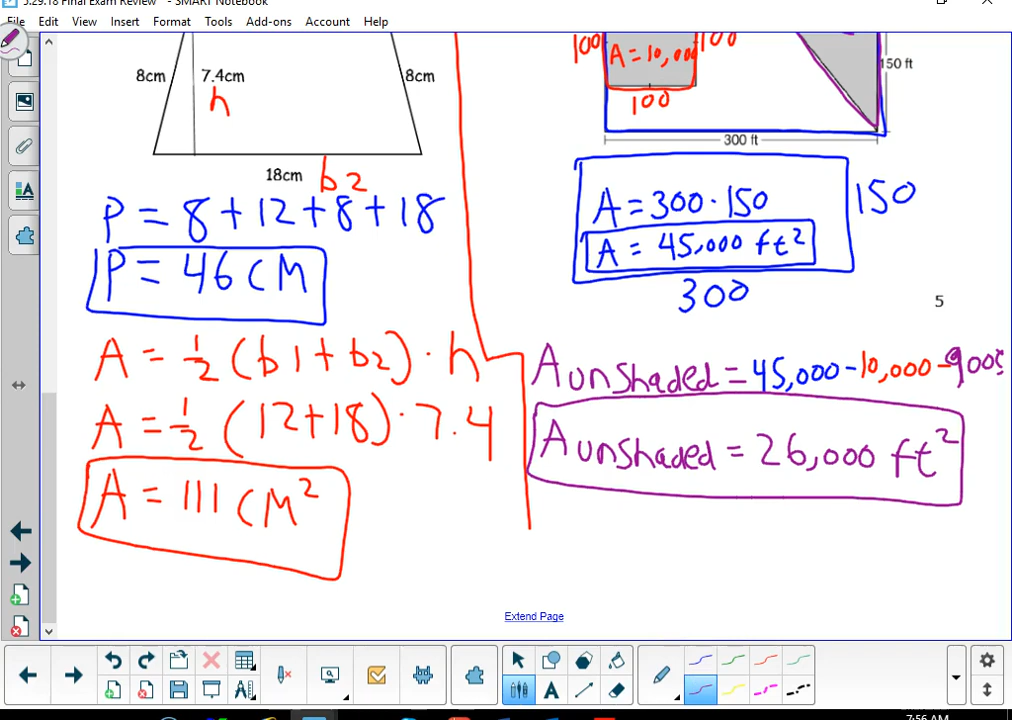 5.29.18 Final Exam Review - SMART Notebook
File Edit View Insert Format Tools Add-ons Account Help
8cm
7.4cm
8cm
h
18cm
b2
P = 8+12+8+18
P = 46 cm
A = 1/2 (b1 + b2) · h
A = 1/2 (12+18) · 7.4
A = 111 cm²
100
A = 10,000
100
100
150 ft
300 ft
A = 300 · 150
150
A = 45,000 ft²
300
5
A unshaded = 45,000 - 10,000 -
A unshaded = 26,000 ft²
Extend Page
A
7:56 AM